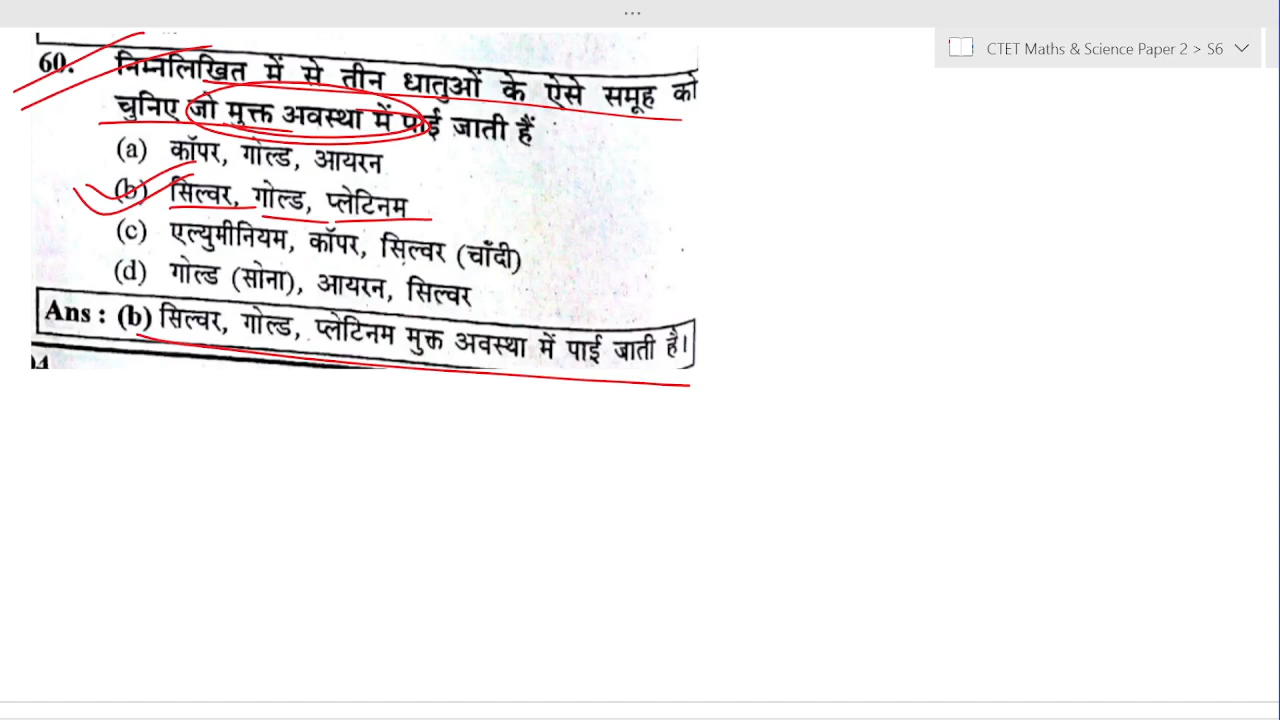 ...
CTET Maths & Science Paper 2 > S6
60. निम्नलिखित में से तीन धातुओं के ऐसे समूह को
चुनिए जो मुक्त अवस्था में पाई जाती हैं
(a) कॉपर, गोल्ड, आयरन
(b) सिल्वर, गोल्ड, प्लेटिनम
(c) एल्युमीनियम, कॉपर, सिल्वर (चाँदी)
(d) गोल्ड (सोना), आयरन, सिल्वर
Ans : (b) सिल्वर, गोल्ड, प्लेटिनम मुक्त अवस्था में पाई जाती है।